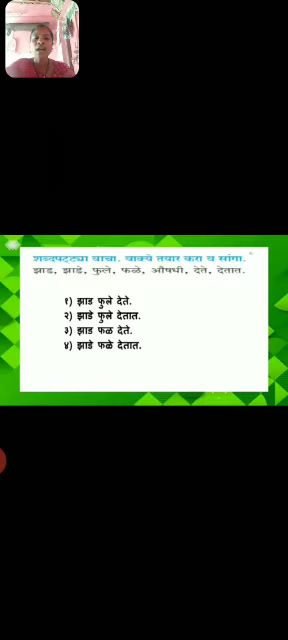 शब्दपट्ट्या वाचा. वाक्ये तयार करा व सांगा.
झाड, झाडे, फुले, फळे, औषधी, देते, देतात.
१) झाड फुले देते.
२) झाडे फुले देतात.
३) झाड फळ देते.
४) झाडे फळे देतात.